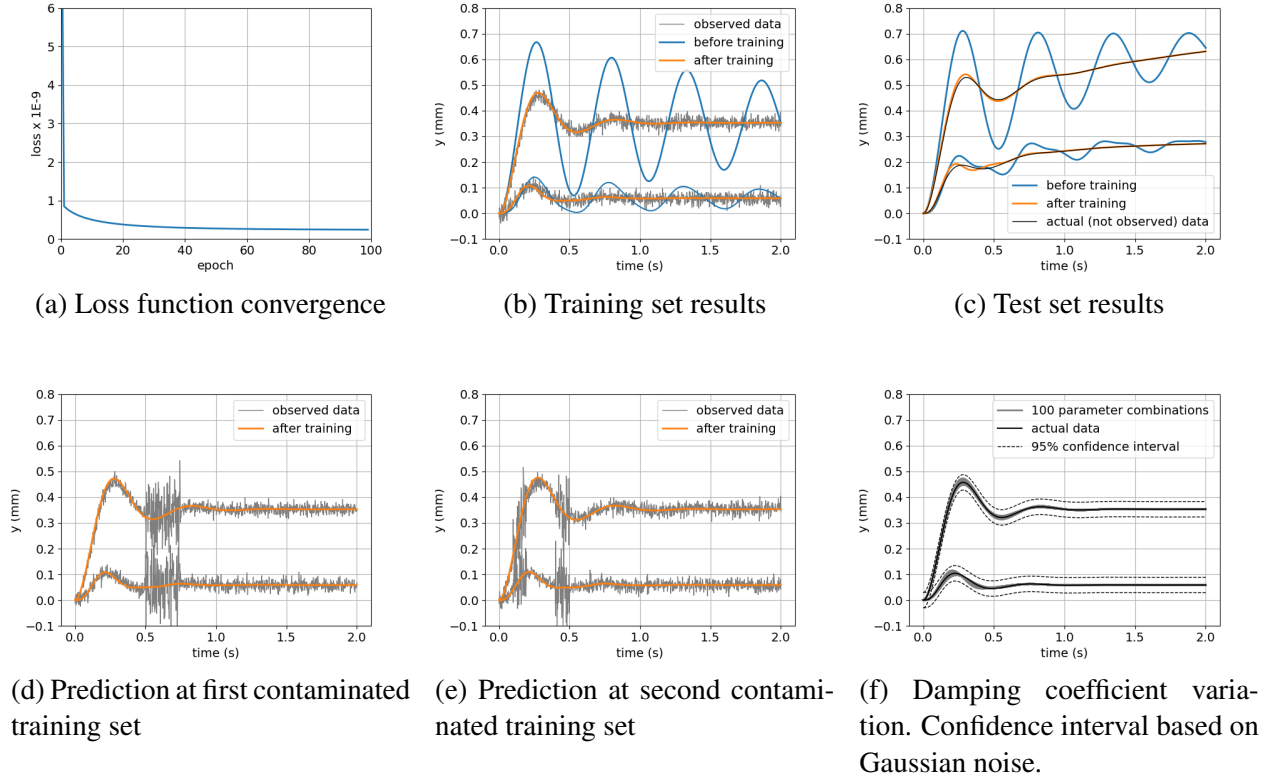 6
5
4
3
2
1
0
loss x 1E-9
0
20
40
60
80
100
epoch
(a) Loss function convergence
0.8
0.7
0.6
0.5
0.4
0.3
0.2
0.1
0.0
−0.1
y (mm)
observed data
before training
after training
0.0
0.5
1.0
1.5
2.0
time (s)
(b) Training set results
0.8
0.7
0.6
0.5
0.4
0.3
0.2
0.1
0.0
−0.1
y (mm)
before training
after training
actual (not observed) data
0.0
0.5
1.0
1.5
2.0
time (s)
(c) Test set results
0.8
0.7
0.6
0.5
0.4
0.3
0.2
0.1
0.0
−0.1
y (mm)
observed data
after training
0.0
0.5
1.0
1.5
2.0
time (s)
(d) Prediction at first contaminated
training set
0.8
0.7
0.6
0.5
0.4
0.3
0.2
0.1
0.0
−0.1
y (mm)
observed data
after training
0.0
0.5
1.0
1.5
2.0
time (s)
(e) Prediction at second contami-
nated training set
0.8
0.7
0.6
0.5
0.4
0.3
0.2
0.1
0.0
−0.1
y (mm)
100 parameter combinations
actual data
95% confidence interval
0.0
0.5
1.0
1.5
2.0
time (s)
(f) Damping coefficient varia-
tion. Confidence interval based on
Gaussian noise.